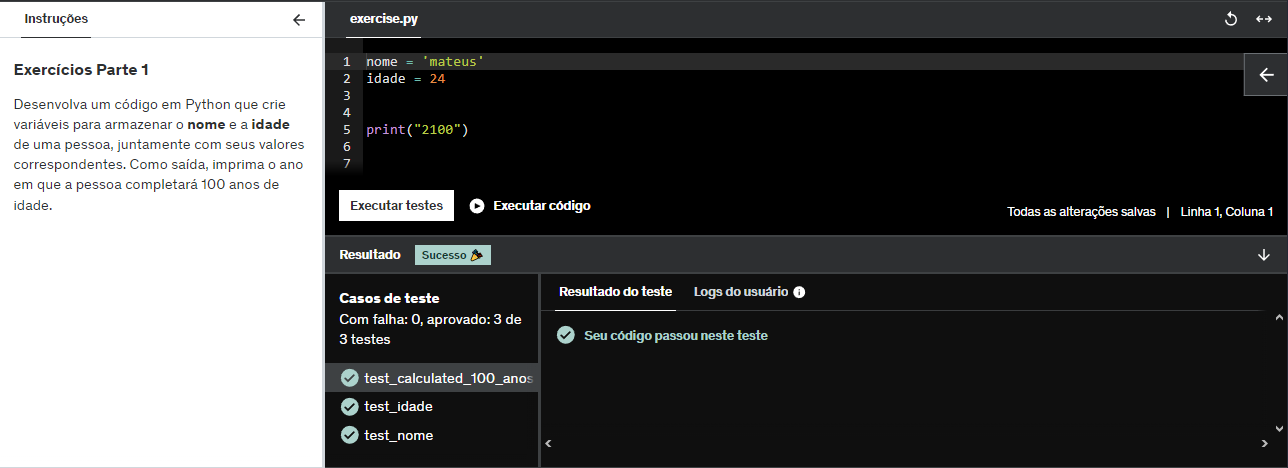 Instruções
Exercícios Parte 1
Desenvolva um código em Python que crie
variáveis para armazenar o nome e a idade
de uma pessoa, juntamente com seus valores
correspondentes. Como saída, imprima o ano
em que a pessoa completará 100 anos de
idade.
exercise.py
1 nome = 'mateus'
2 idade = 24
3
4
5 print("2100")
6
7
Executar testes Executar código
Todas as alterações salvas | Linha 1, Coluna 1
Resultado Sucesso
Casos de teste
Com falha: 0, aprovado: 3 de
3 testes
test_calculated_100_anos
test_idade
test_nome
Resultado do teste Logs do usuário
Seu código passou neste teste